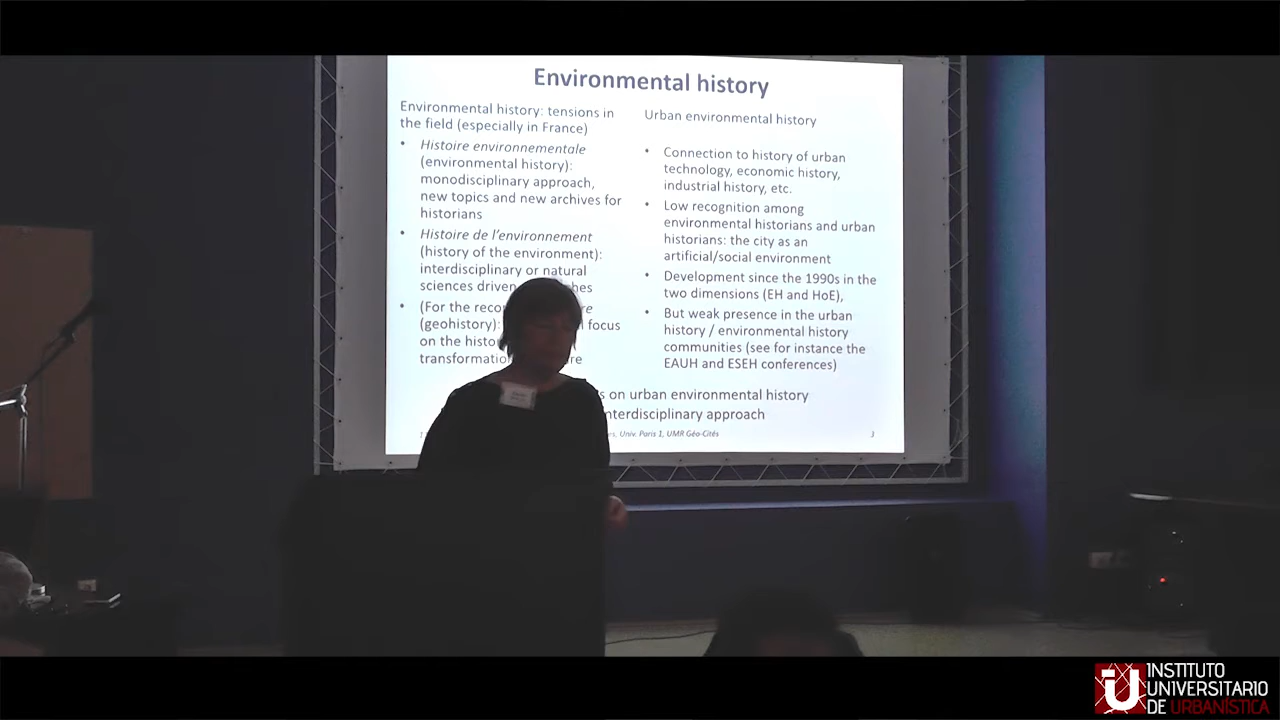 Environmental history
Environmental history: tensions in
the field (especially in France)
• Histoire environnementale
(environmental history):
monodisciplinary approach,
new topics and new archives for
historians
• Histoire de l'environnement
(history of the environment):
interdisciplinary or natural
sciences driven
• (For the
(geohistory): focus
on the
Urban environmental history
• Connection to history of urban
technology, economic history,
industrial history, etc.
• Low recognition among
environmental historians and urban
historians: the city as an
artificial/social environment
• Development since the 1990s in the
two dimensions (EH and HoE),
• But weak presence in the urban
history / environmental history
communities (see for instance the
EAUH and ESEH conferences)
on urban environmental history
interdisciplinary approach
Univ. Paris 1, UMR Géo-Cités
3
INSTITUTO
UNIVERSITARIO
DE URBANÍSTICA